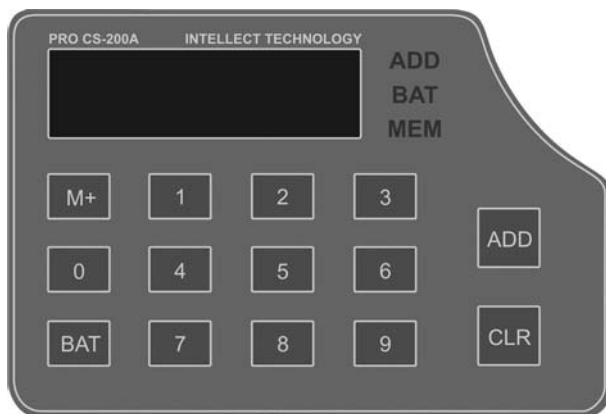 PRO CS-200A INTELLECT TECHNOLOGY
ADD
BAT
MEM
M+ 1 2 3
ADD
0 4 5 6
BAT 7 8 9
CLR